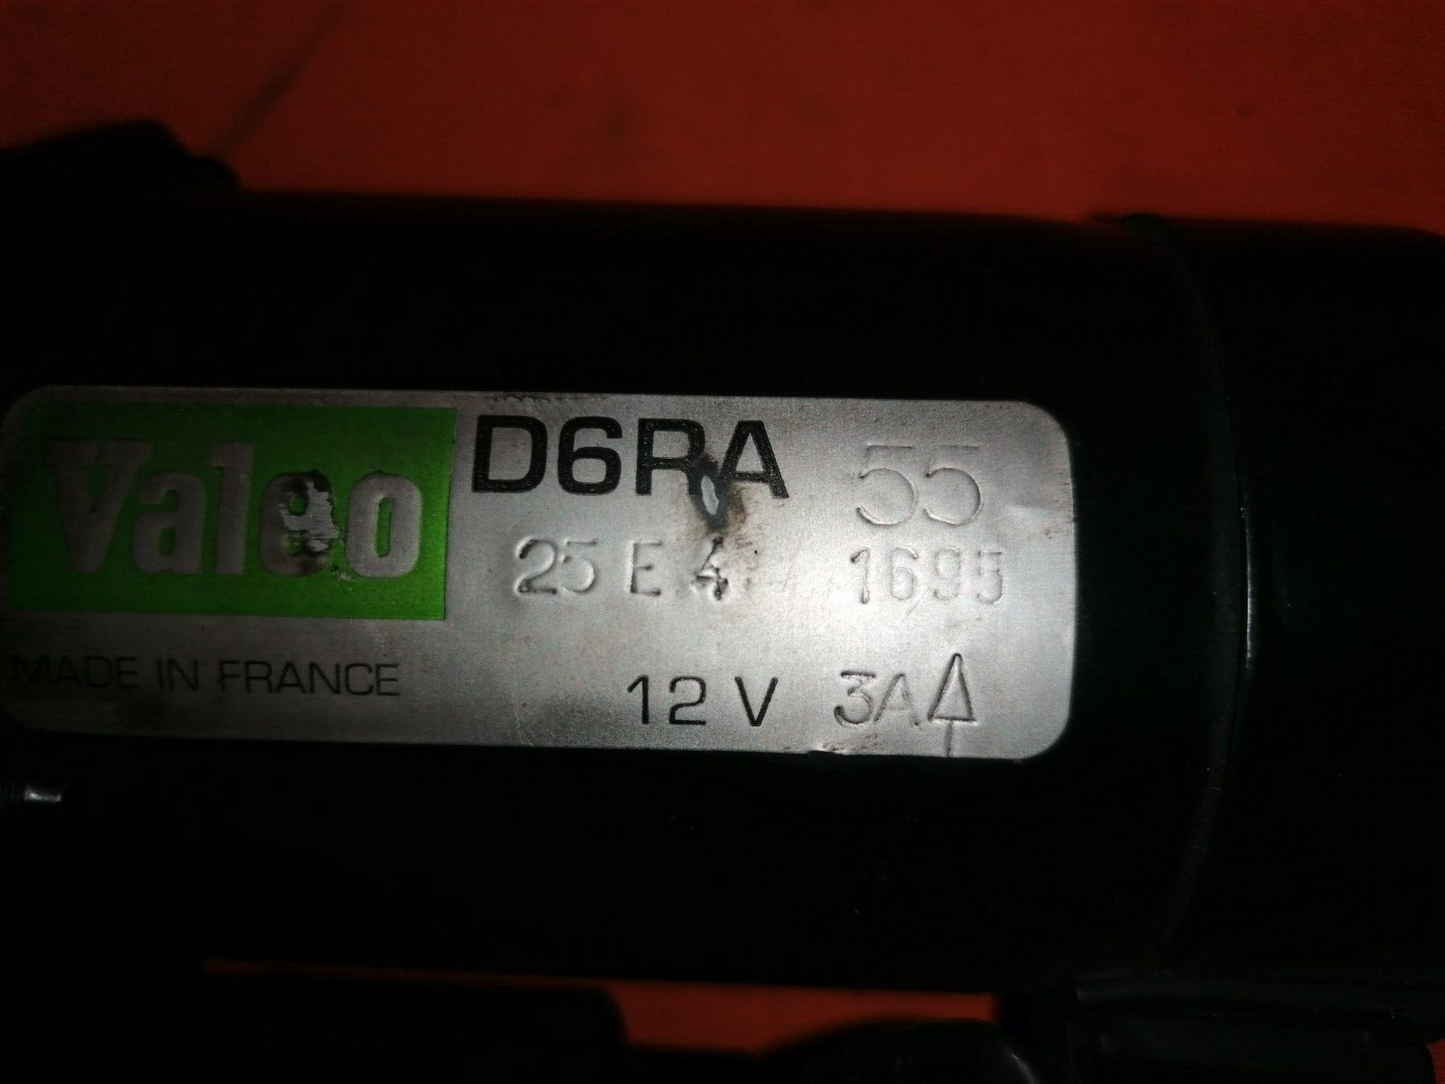 Valeo
D6RA 55
25 E 4 1695
MADE IN FRANCE
12 V 3A